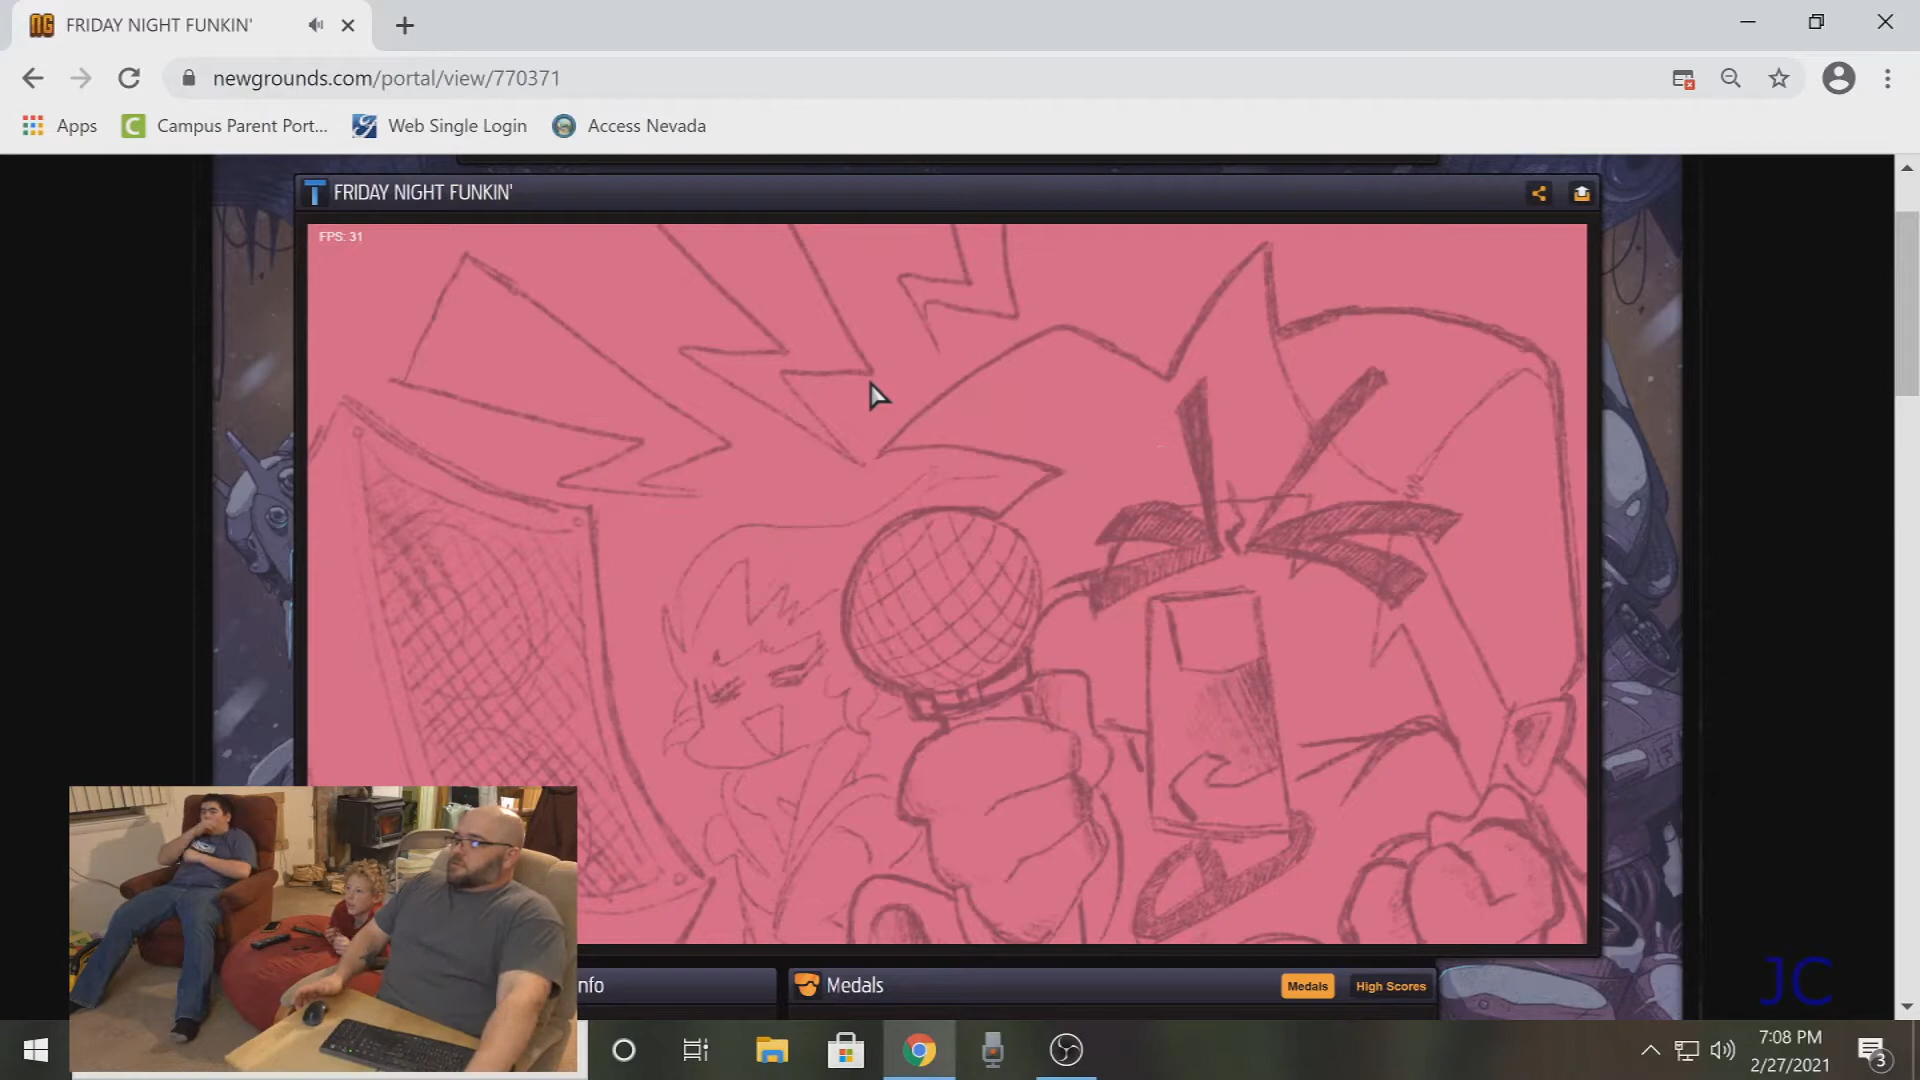 FRIDAY NIGHT FUNKIN'
newgrounds.com/portal/view/770371
Apps
Campus Parent Port...
Web Single Login
Access Nevada
FRIDAY NIGHT FUNKIN'
FPS: 31
nfo
Medals
Medals
High Scores
JC
7:08 PM
2/27/2021
3